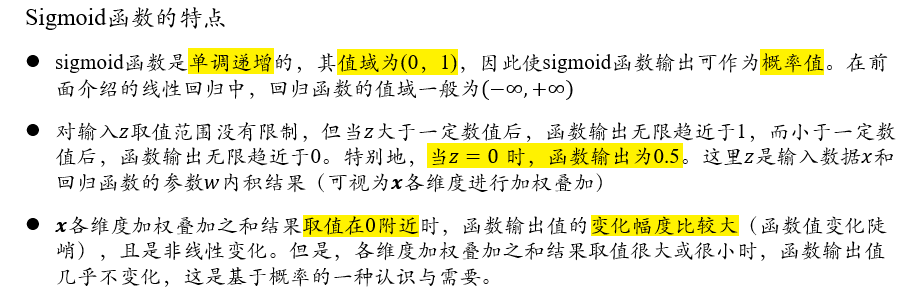 Sigmoid函数的特点
● sigmoid函数是单调递增的，其值域为(0，1)，因此使sigmoid函数输出可作为概率值。在前
面介绍的线性回归中，回归函数的值域一般为(−∞,+∞)
● 对输入z取值范围没有限制，但当z大于一定数值后，函数输出无限趋近于1，而小于一定数
值后，函数输出无限趋近于0。特别地，当z = 0 时，函数输出为0.5。这里z是输入数据x和
回归函数的参数w内积结果（可视为x各维度进行加权叠加）
● x各维度加权叠加之和结果取值在0附近时，函数输出值的变化幅度比较大（函数值变化陡
峭），且是非线性变化。但是，各维度加权叠加之和结果取值很大或很小时，函数输出值
几乎不变化，这是基于概率的一种认识与需要。